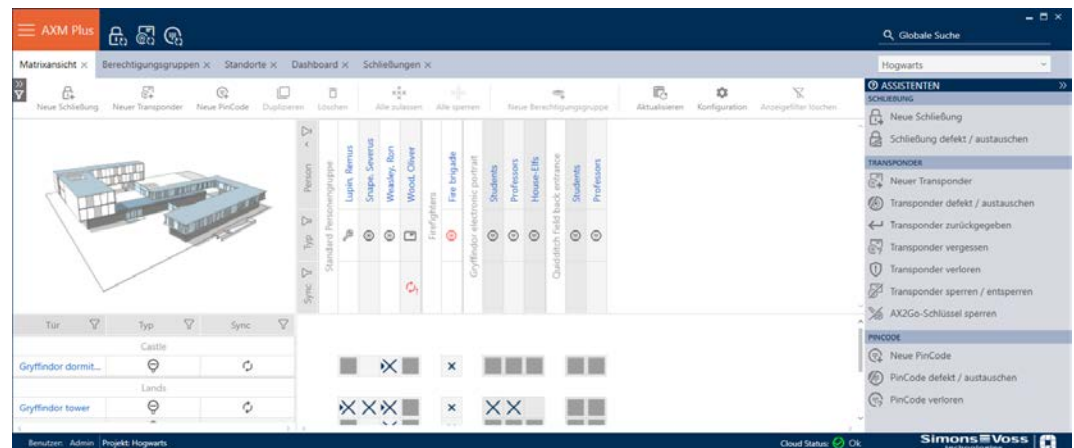 AXM Plus
Globale Suche
Matrixansicht × Berechtigungsgruppen × Standorte × Dashboard × Schließungen ×
Hogwarts
Neue Schließung Neuer Transponder Neue PinCode Duplizieren Löschen Alle zulassen Alle sperren Neue Berechtigungsgruppe Aktualisieren Konfiguration Anzeigefilter löschen
ASSISTENTEN
SCHLIEßUNG
Neue Schließung
Schließung defekt / austauschen
TRANSPONDER
Neuer Transponder
Transponder defekt / austauschen
Transponder zurückgegeben
Transponder vergessen
Transponder verloren
Transponder sperren / entsperren
AX2Go-Schlüssel sperren
PINCODE
Neue PinCode
PinCode defekt / austauschen
PinCode verloren
Person
Typ
Sync
Standard Personengruppe
Lupin, Remus
Snape, Severus
Weasley, Ron
Wood, Oliver
Firefighters
Fire brigade
Gryffindor electronic portrait
Students
Professors
House-Elfs
Quidditch field back entrance
Students
Professors
Tür Typ Sync
Castle
Gryffindor dormit...
Lands
Gryffindor tower
Benutzer: Admin Projekt: Hogwarts
Cloud Status: Ok
SimonsVoss
technologies